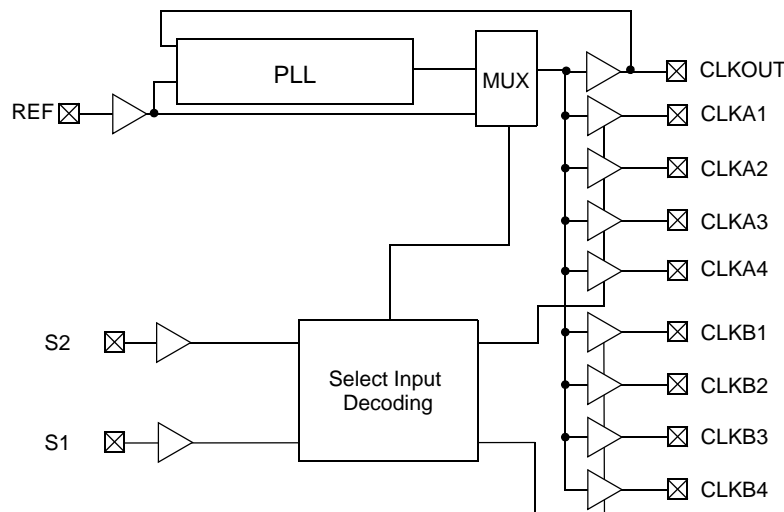 PLL
MUX
REF
CLKOUT
CLKA1
CLKA2
CLKA3
CLKA4
S2
S1
Select Input
Decoding
CLKB1
CLKB2
CLKB3
CLKB4